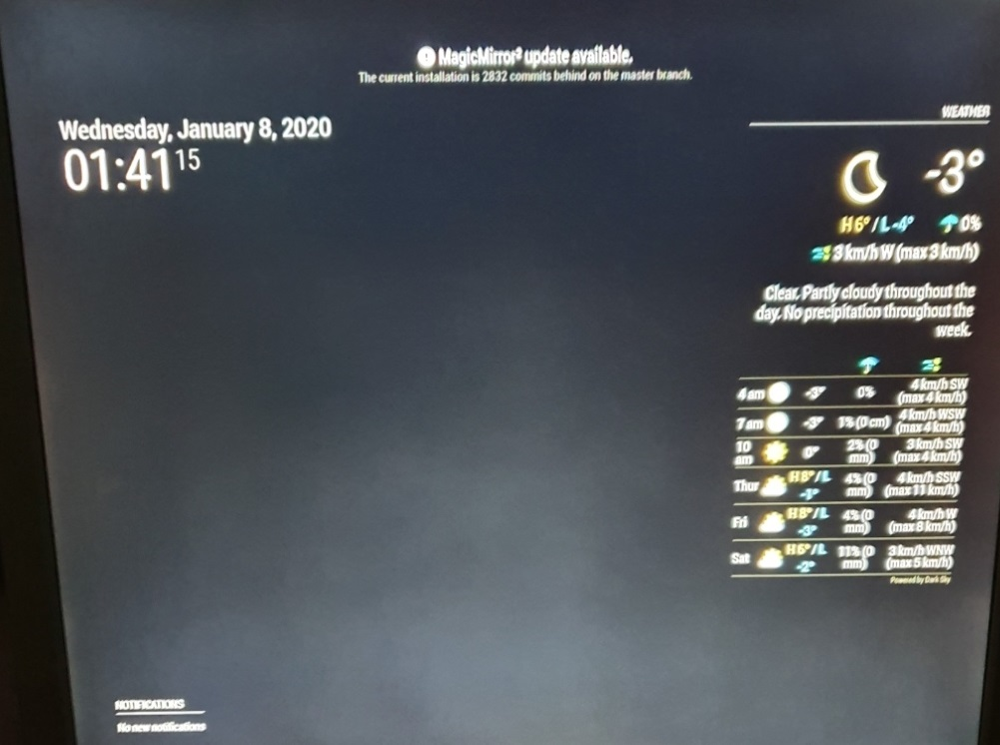 MagicMirror² update available.
The current installation is 2832 commits behind on the master branch.
Wednesday, January 8, 2020
01:41 15
WEATHER
-3°
H 6° / L -4° 0%
3 km/h W (max 3 km/h)
Clear. Partly cloudy throughout the
day. No precipitation throughout the
week.
4 am -3° 0% 4 km/h SW
(max 4 km/h)
7 am -3° 1% (0 cm) 4 km/h WSW
(max 4 km/h)
10 0° 2% (0 3 km/h SW
am mm) (max 4 km/h)
Thur H 8° / L 4% (0 4 km/h SSW
-1° mm) (max 11 km/h)
Fri H 8° / L 4% (0 4 km/h W
-3° mm) (max 8 km/h)
Sat H 6° / L 11% (0 3 km/h WNW
-2° mm) (max 5 km/h)
Powered by Dark Sky
NOTIFICATIONS
No new notifications